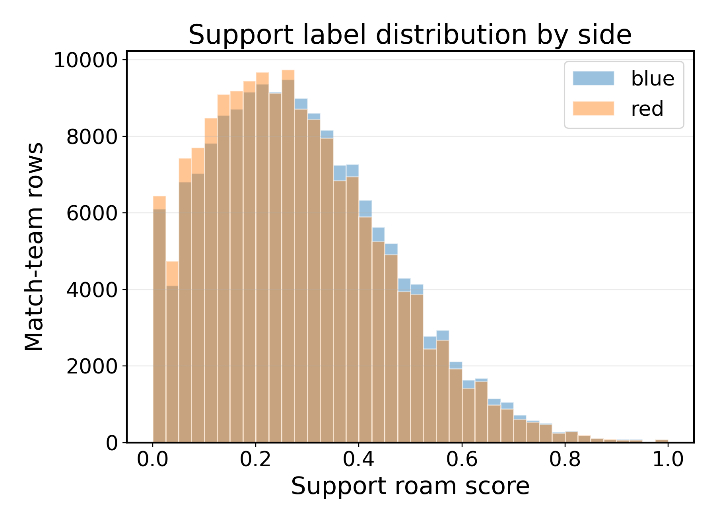 Support label distribution by side
blue
red
Match-team rows
10000
8000
6000
4000
2000
0
0.0 0.2 0.4 0.6 0.8 1.0
Support roam score